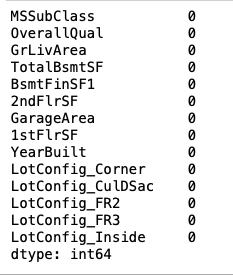 MSSubClass 0
OverallQual 0
GrLivArea 0
TotalBsmtSF 0
BsmtFinSF1 0
2ndFlrSF 0
GarageArea 0
1stFlrSF 0
YearBuilt 0
LotConfig_Corner 0
LotConfig_CulDSac 0
LotConfig_FR2 0
LotConfig_FR3 0
LotConfig_Inside 0
dtype: int64